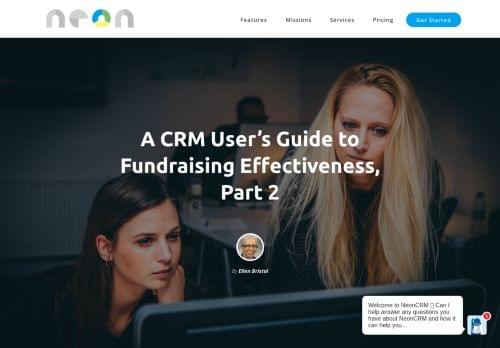 neon
Features
Missions
Services
Pricing
Get Started
A CRM User's Guide to
Fundraising Effectiveness,
Part 2
By Ellen Bristol
Welcome to NeonCRM 👋 Can I
help answer any questions you
have about NeonCRM and how it
can help you...
1